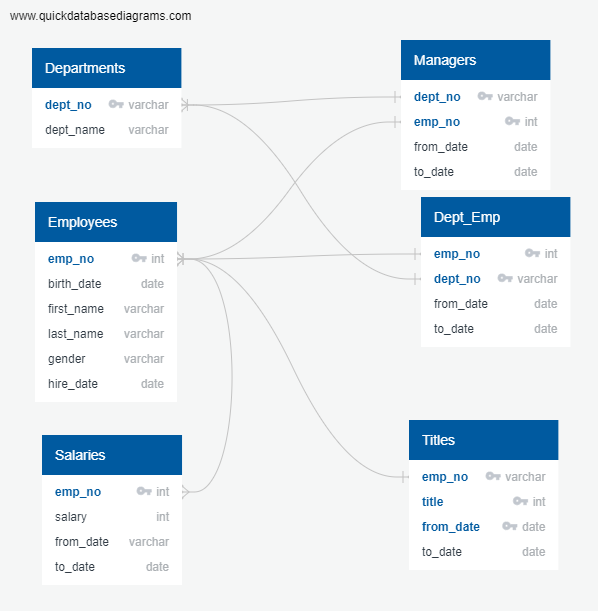 www.quickdatabasediagrams.com
Departments
dept_no varchar
dept_name varchar
Managers
dept_no varchar
emp_no int
from_date date
to_date date
Employees
emp_no int
birth_date date
first_name varchar
last_name varchar
gender varchar
hire_date date
Dept_Emp
emp_no int
dept_no varchar
from_date date
to_date date
Salaries
emp_no int
salary int
from_date varchar
to_date date
Titles
emp_no varchar
title int
from_date date
to_date date